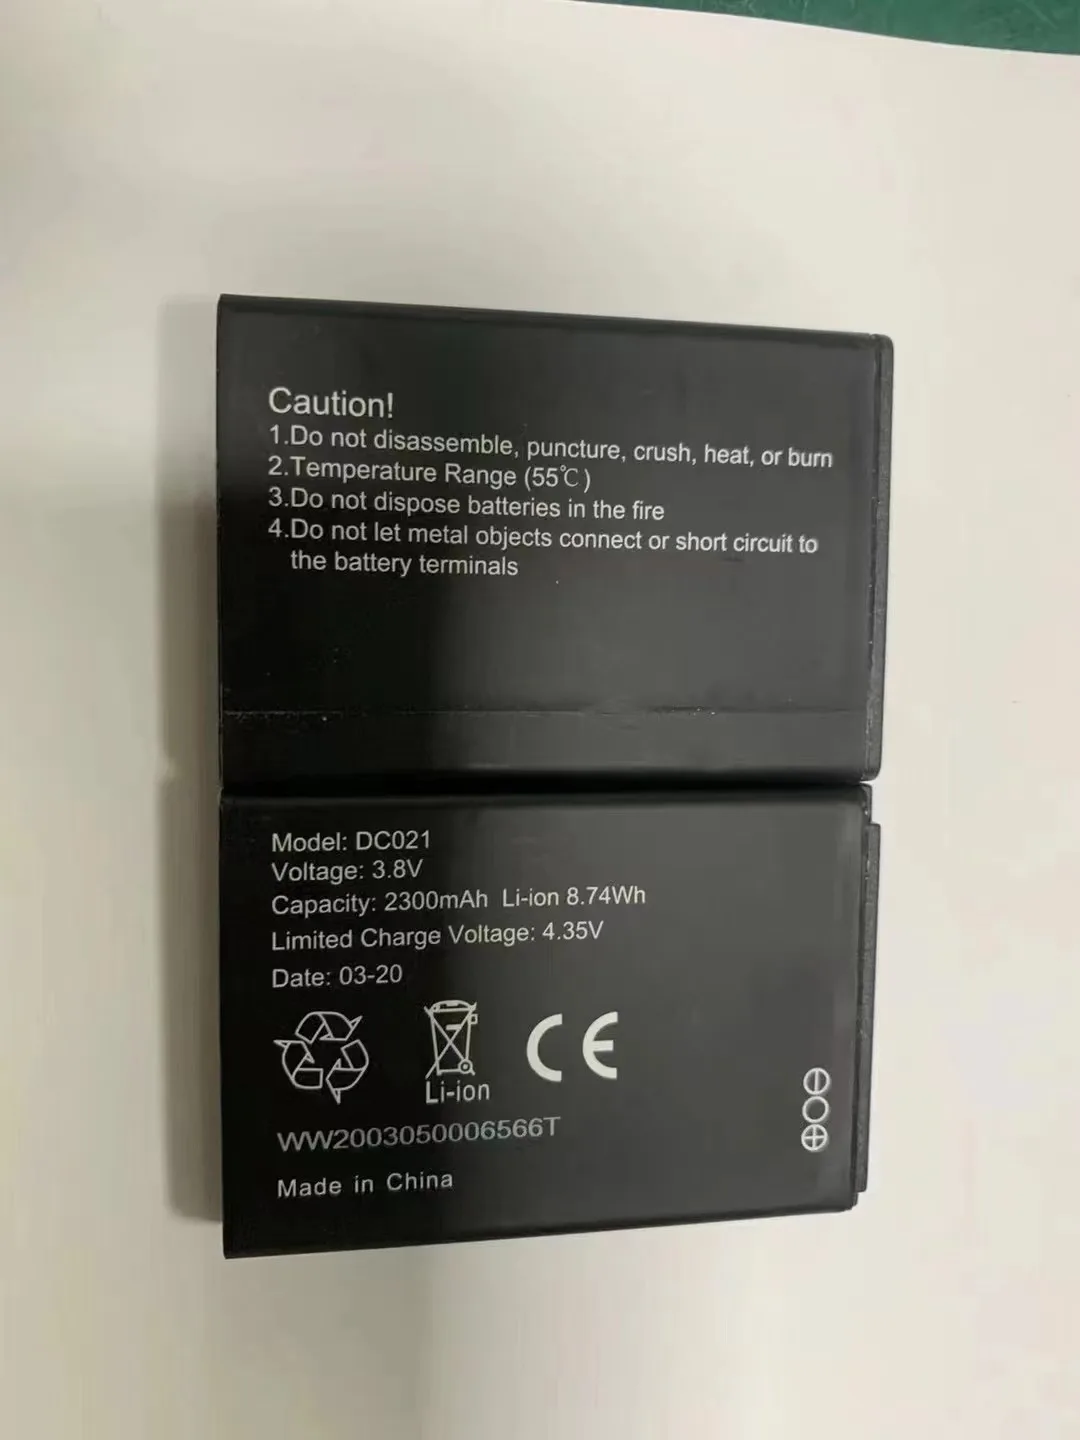 Caution!
1.Do not disassemble, puncture, crush, heat, or burn
2.Temperature Range (55℃)
3.Do not dispose batteries in the fire
4.Do not let metal objects connect or short circuit to
the battery terminals
Model: DC021
Voltage: 3.8V
Capacity: 2300mAh Li-ion 8.74Wh
Limited Charge Voltage: 4.35V
Date: 03-20
CE
Li-ion
WW2003050006566T
Made in China